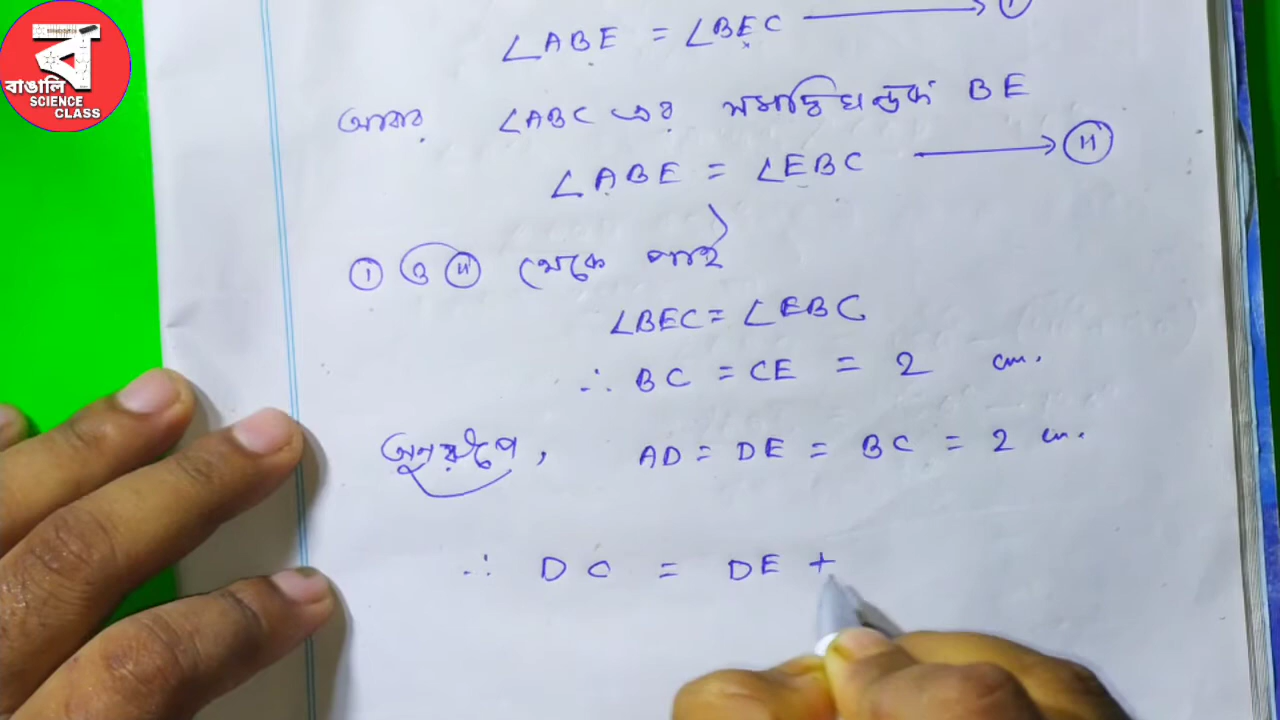 বাঙালি
SCIENCE
CLASS
∠ABE = ∠BEC ⟶ I
আবার ∠ABC এর সমদ্বিখণ্ডক BE
∠ABE = ∠EBC ⟶ II
I ও II থেকে পাই
∠BEC = ∠EBC
∴ BC = CE = 2 cm.
অনুরূপে, AD = DE = BC = 2 cm.
∴ DC = DE +